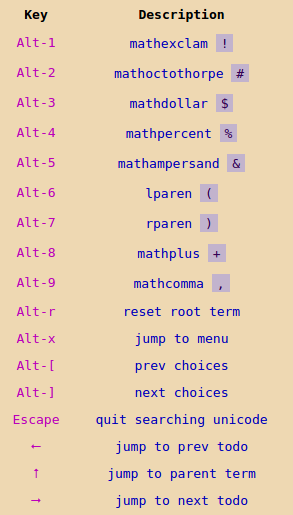 Key Description
Alt-1 mathexclam !
Alt-2 mathoctothorpe #
Alt-3 mathdollar $
Alt-4 mathpercent %
Alt-5 mathampersand &
Alt-6 lparen (
Alt-7 rparen )
Alt-8 mathplus +
Alt-9 mathcomma ,
Alt-r reset root term
Alt-x jump to menu
Alt-[ prev choices
Alt-] next choices
Escape quit searching unicode
← jump to prev todo
↑ jump to parent term
→ jump to next todo